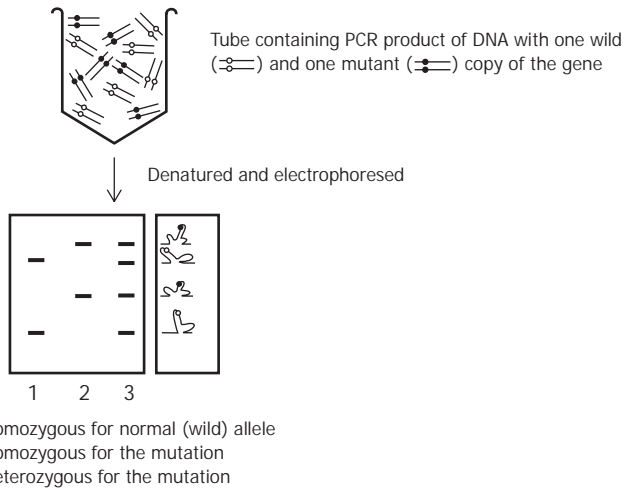 Tube containing PCR product of DNA with one wild
( ) and one mutant ( ) copy of the gene
Denatured and electrophoresed
1 2 3
omozygous for normal (wild) allele
omozygous for the mutation
eterozygous for the mutation